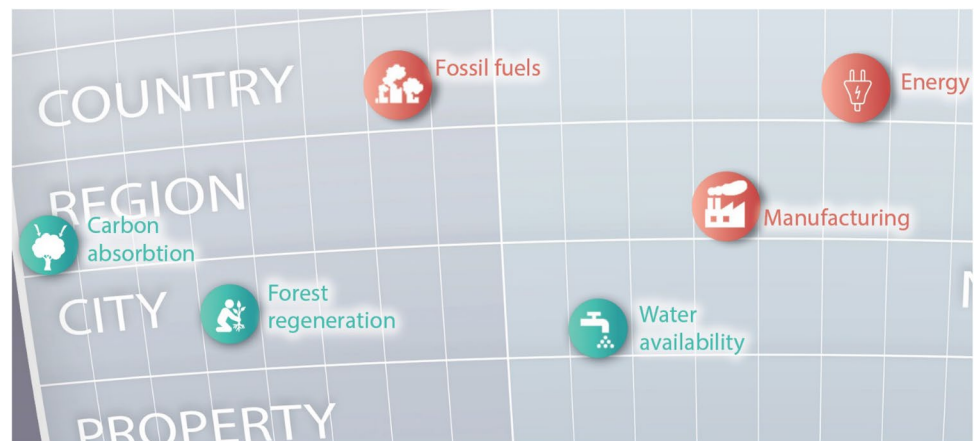 COUNTRY
Fossil fuels
Energy
REGION
Manufacturing
Carbon
absorbtion
CITY
Forest
regeneration
Water
availability
PROPERTY